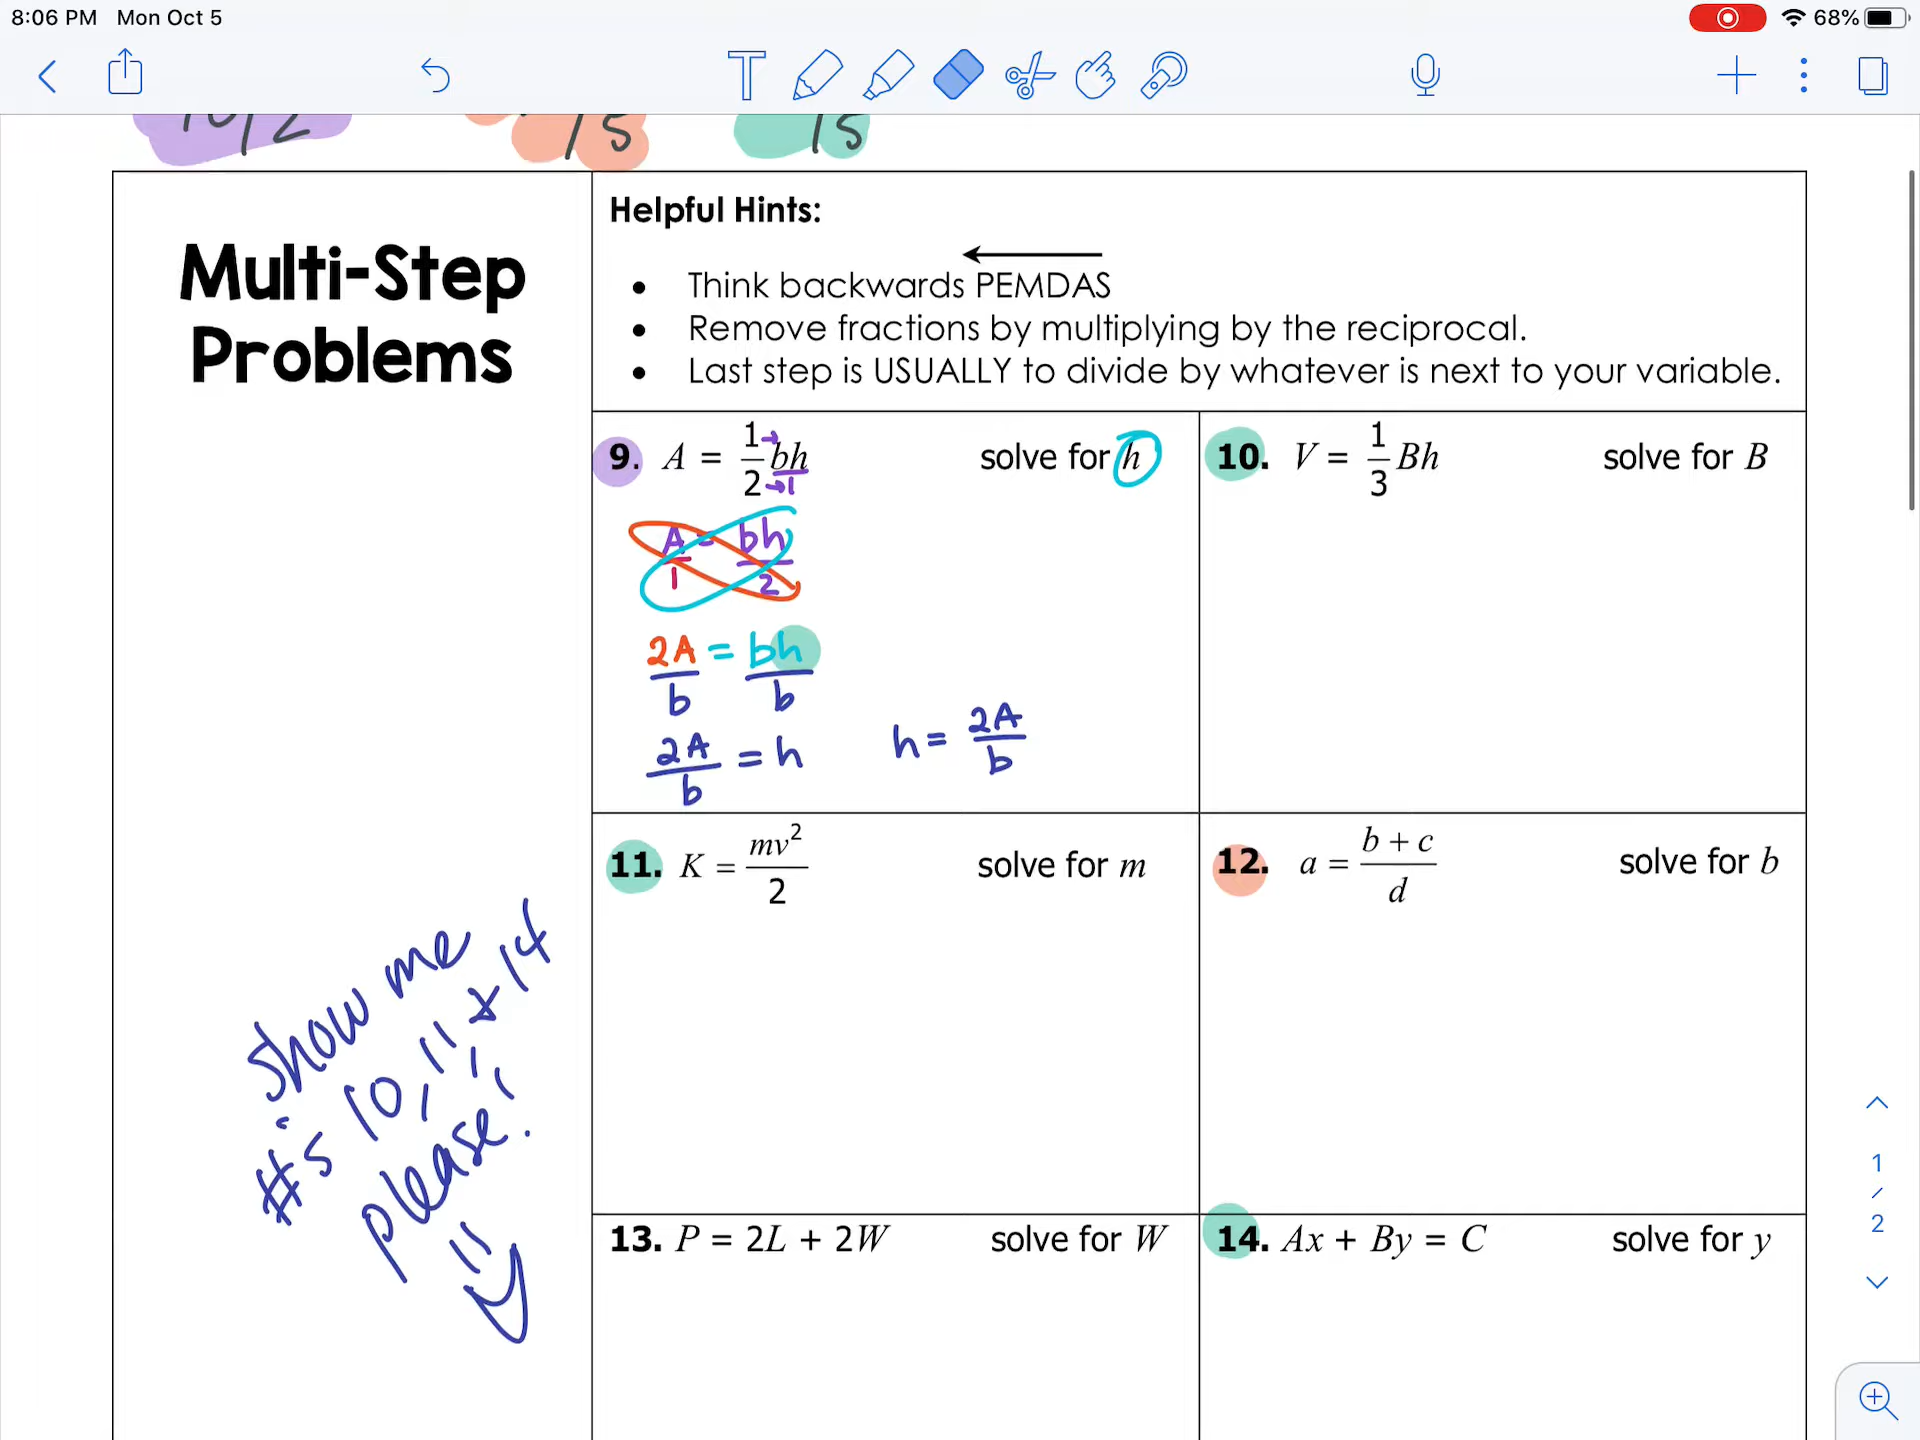 8:06 PM Mon Oct 5
68%
T
10/2
/5
15
Multi-Step
Problems
Helpful Hints:
• Think backwards PEMDAS
• Remove fractions by multiplying by the reciprocal.
• Last step is USUALLY to divide by whatever is next to your variable.
9. A = 1/2 bh solve for h
→
→1
A/1 = bh/2
2A/b = bh/b
2A/b = h
h = 2A/b
10. V = 1/3 Bh solve for B
11. K = mv²/2 solve for m
12. a = b + c/d solve for b
show me
#'s 10, 11, & 14
please!
13. P = 2L + 2W solve for W
14. Ax + By = C solve for y
1
/
2